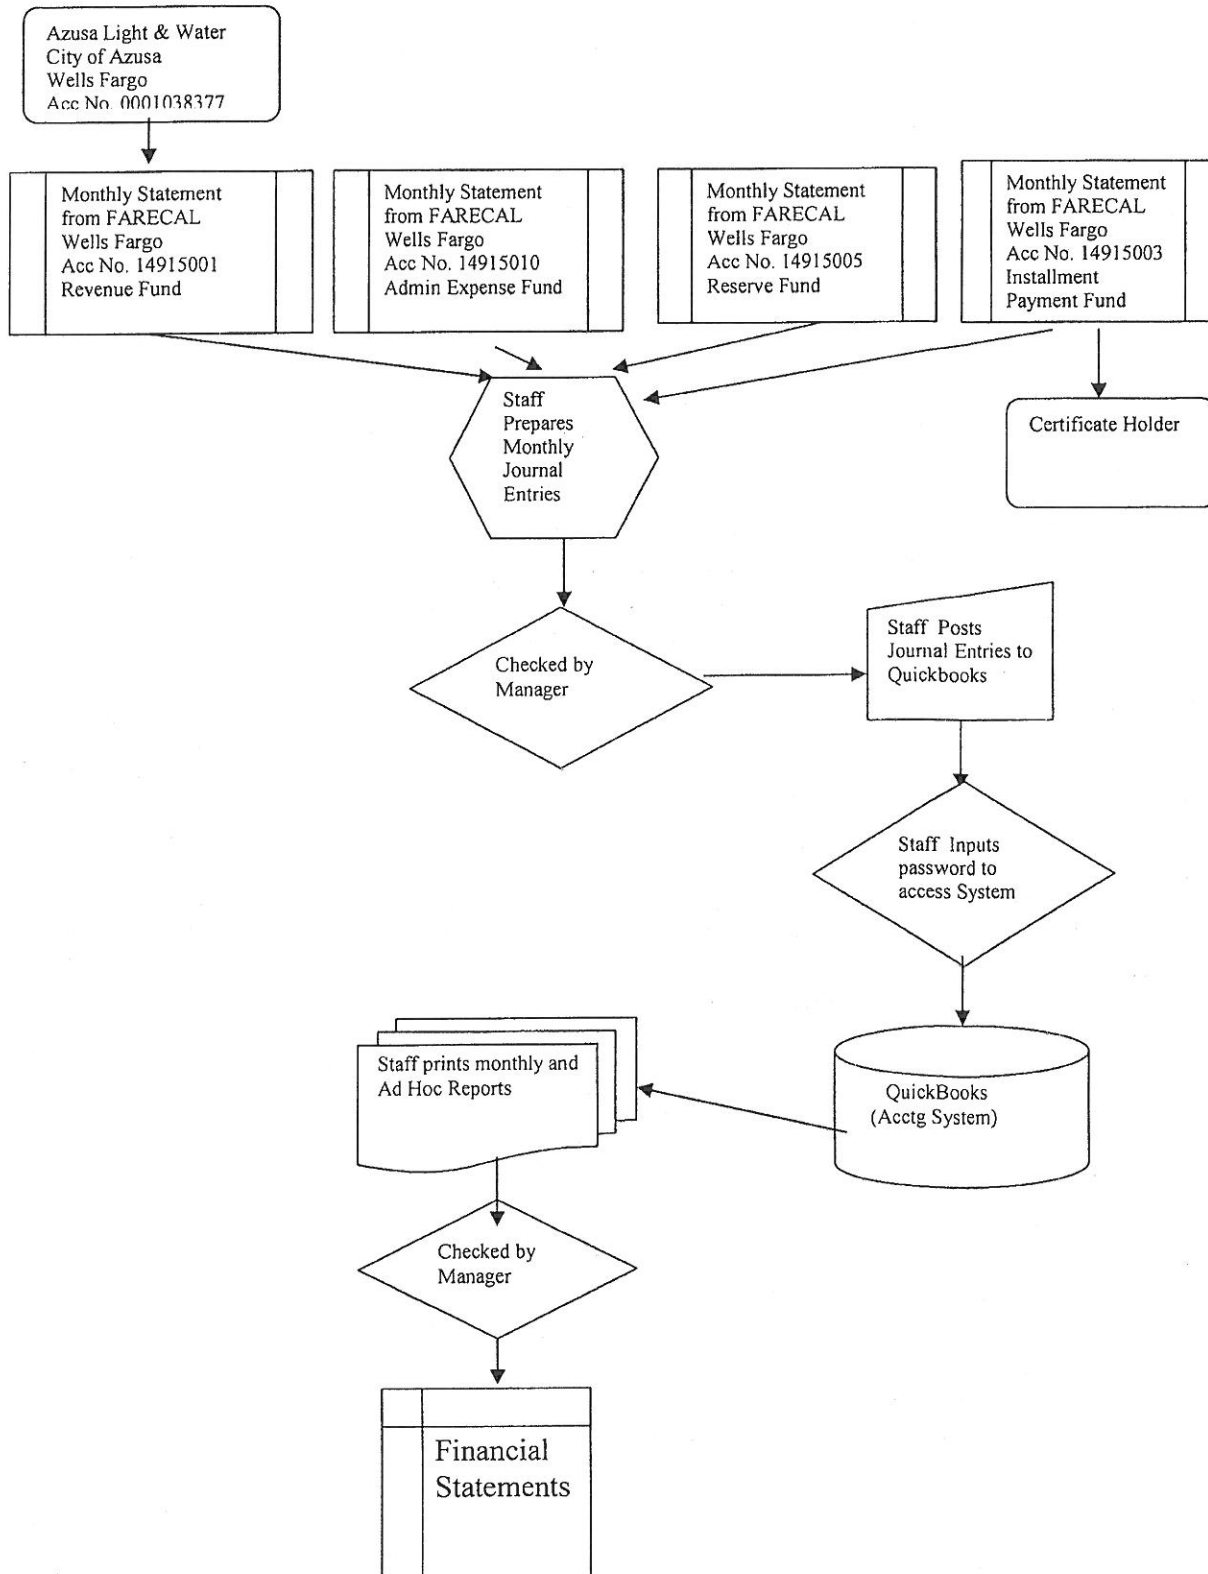 Azusa Light & Water
City of Azusa
Wells Fargo
Acc No. 0001038377
Monthly Statement
from FARECAL
Wells Fargo
Acc No. 14915001
Revenue Fund
Monthly Statement
from FARECAL
Wells Fargo
Acc No. 14915010
Admin Expense Fund
Monthly Statement
from FARECAL
Wells Fargo
Acc No. 14915005
Reserve Fund
Monthly Statement
from FARECAL
Wells Fargo
Acc No. 14915003
Installment
Payment Fund
Staff
Prepares
Monthly
Journal
Entries
Certificate Holder
Checked by
Manager
Staff Posts
Journal Entries to
Quickbooks
Staff Inputs
password to
access System
QuickBooks
(Acctg System)
Staff prints monthly and
Ad Hoc Reports
Checked by
Manager
Financial
Statements